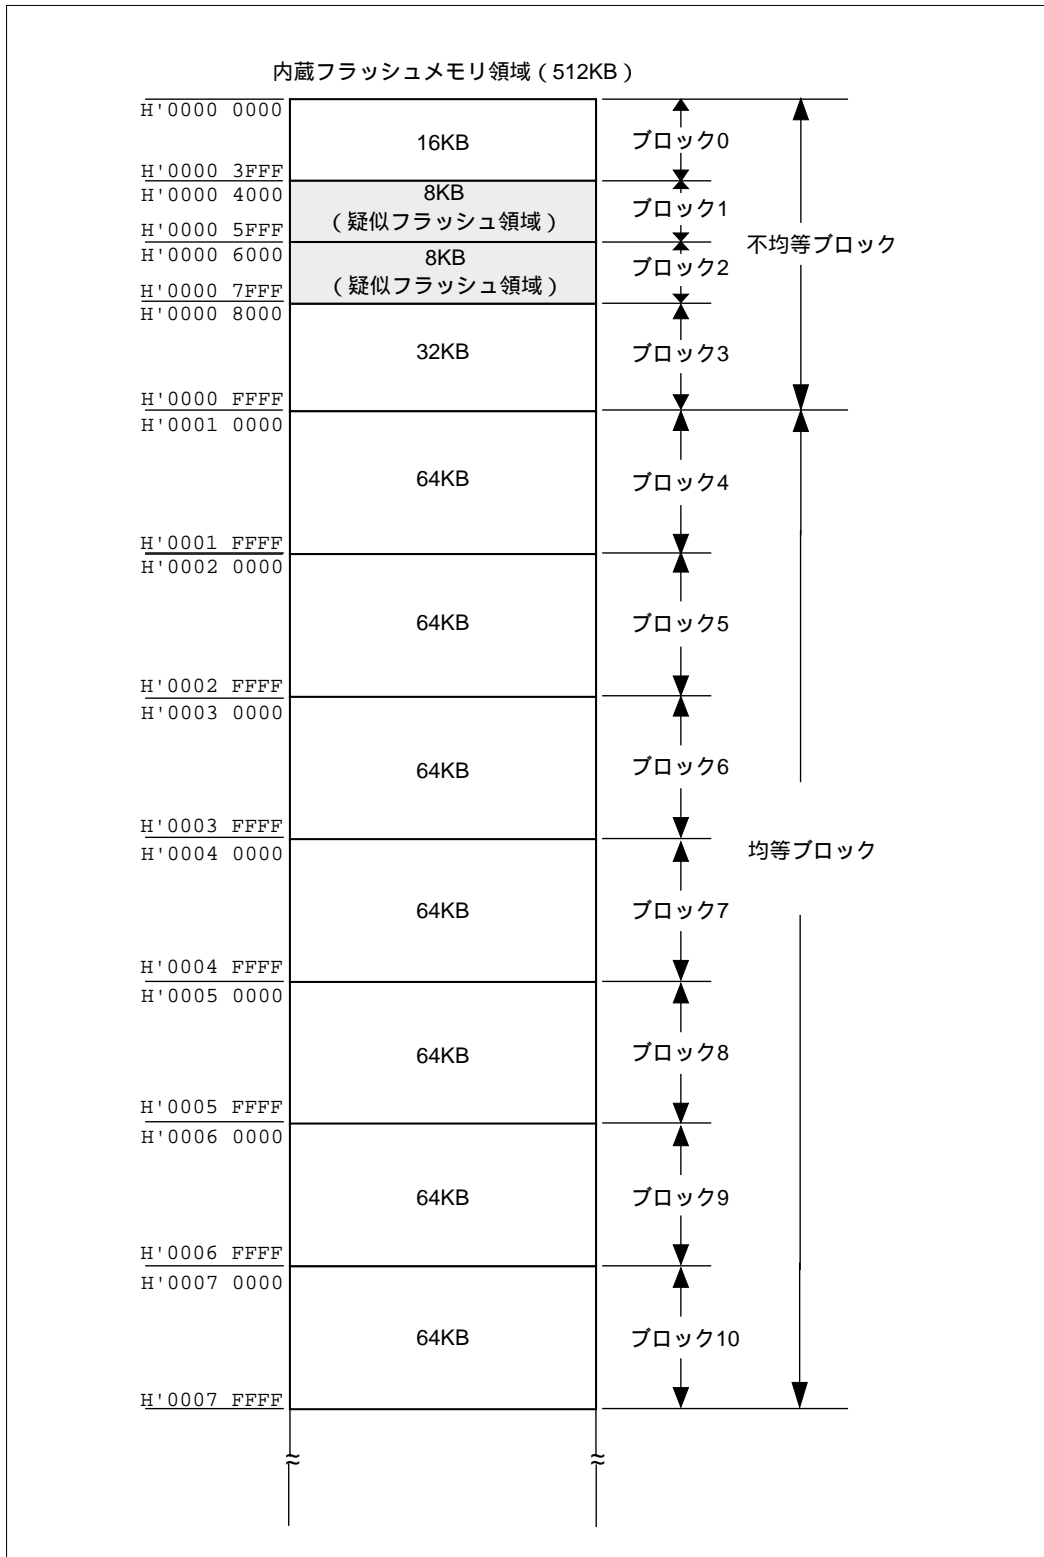 内蔵フラッシュメモリ領域（512KB）
H'0000 0000
16KB
ブロック0
H'0000 3FFF
H'0000 4000
8KB
（疑似フラッシュ領域）
ブロック1
H'0000 5FFF
不均等ブロック
H'0000 6000
8KB
（疑似フラッシュ領域）
ブロック2
H'0000 7FFF
H'0000 8000
32KB
ブロック3
H'0000 FFFF
H'0001 0000
64KB
ブロック4
H'0001 FFFF
H'0002 0000
64KB
ブロック5
H'0002 FFFF
H'0003 0000
64KB
ブロック6
H'0003 FFFF
H'0004 0000
均等ブロック
64KB
ブロック7
H'0004 FFFF
H'0005 0000
64KB
ブロック8
H'0005 FFFF
H'0006 0000
64KB
ブロック9
H'0006 FFFF
H'0007 0000
64KB
ブロック10
H'0007 FFFF